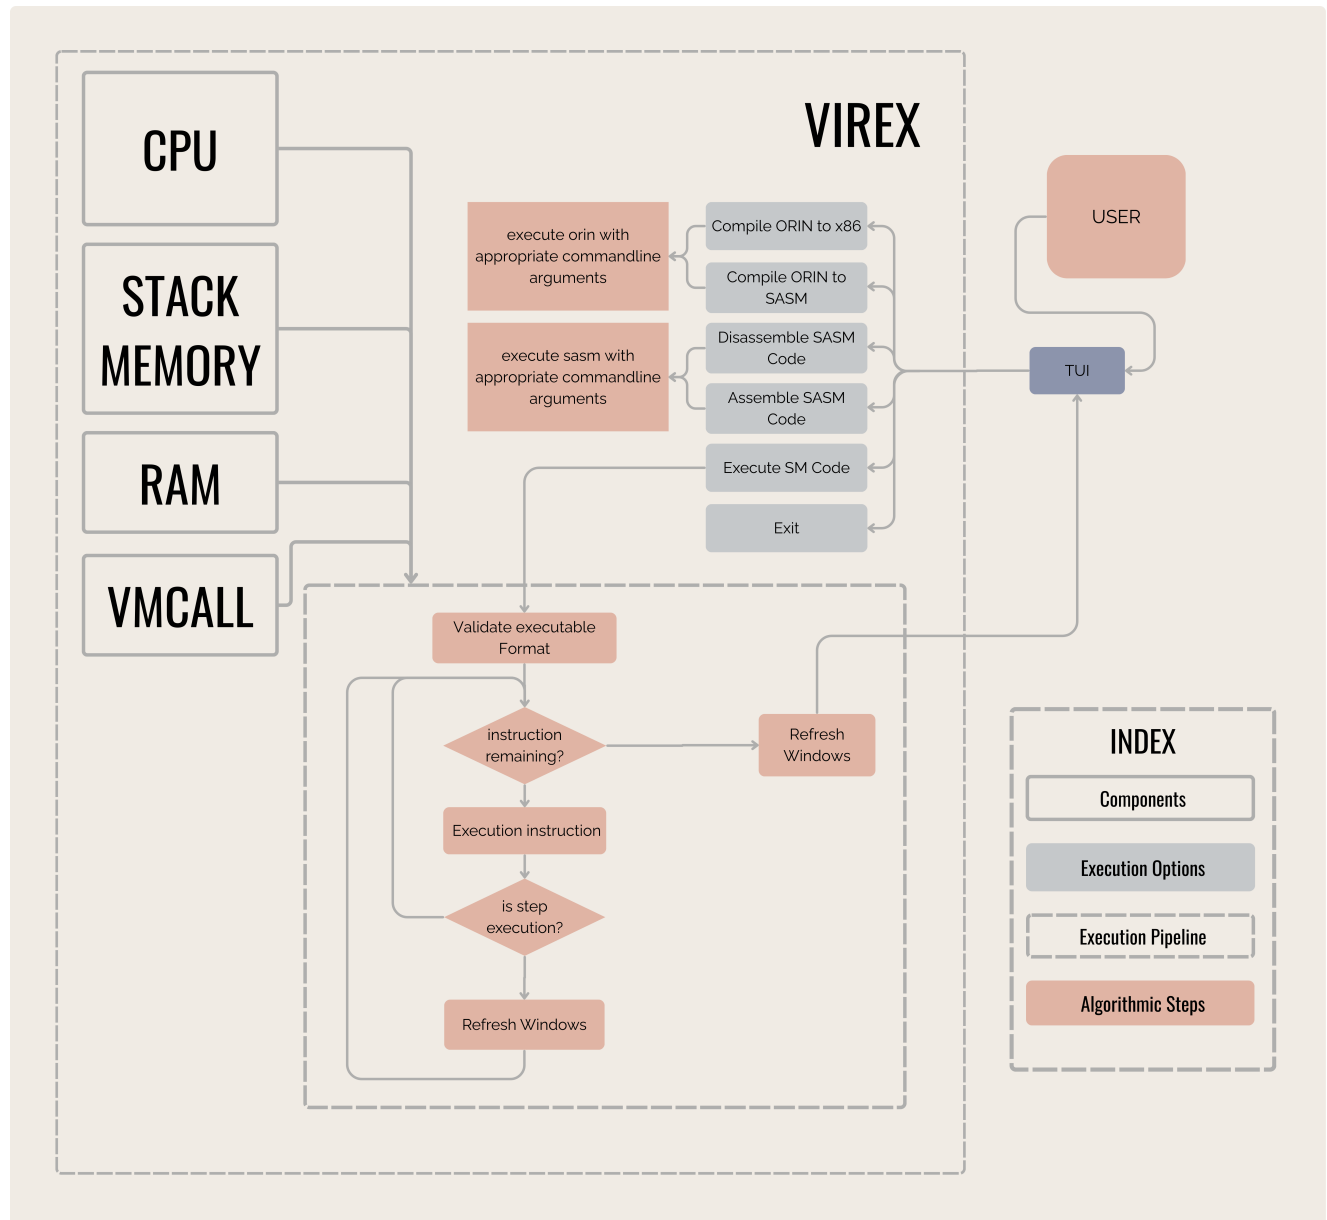 VIREX
CPU
STACK
MEMORY
RAM
VMCALL
execute orin with
appropriate commandline
arguments
execute sasm with
appropriate commandline
arguments
Compile ORIN to x86
Compile ORIN to
SASM
Disassemble SASM
Code
Assemble SASM
Code
Execute SM Code
Exit
USER
TUI
Validate executable
Format
instruction
remaining?
Refresh
Windows
Execution instruction
is step
execution?
Refresh Windows
INDEX
Components
Execution Options
Execution Pipeline
Algorithmic Steps